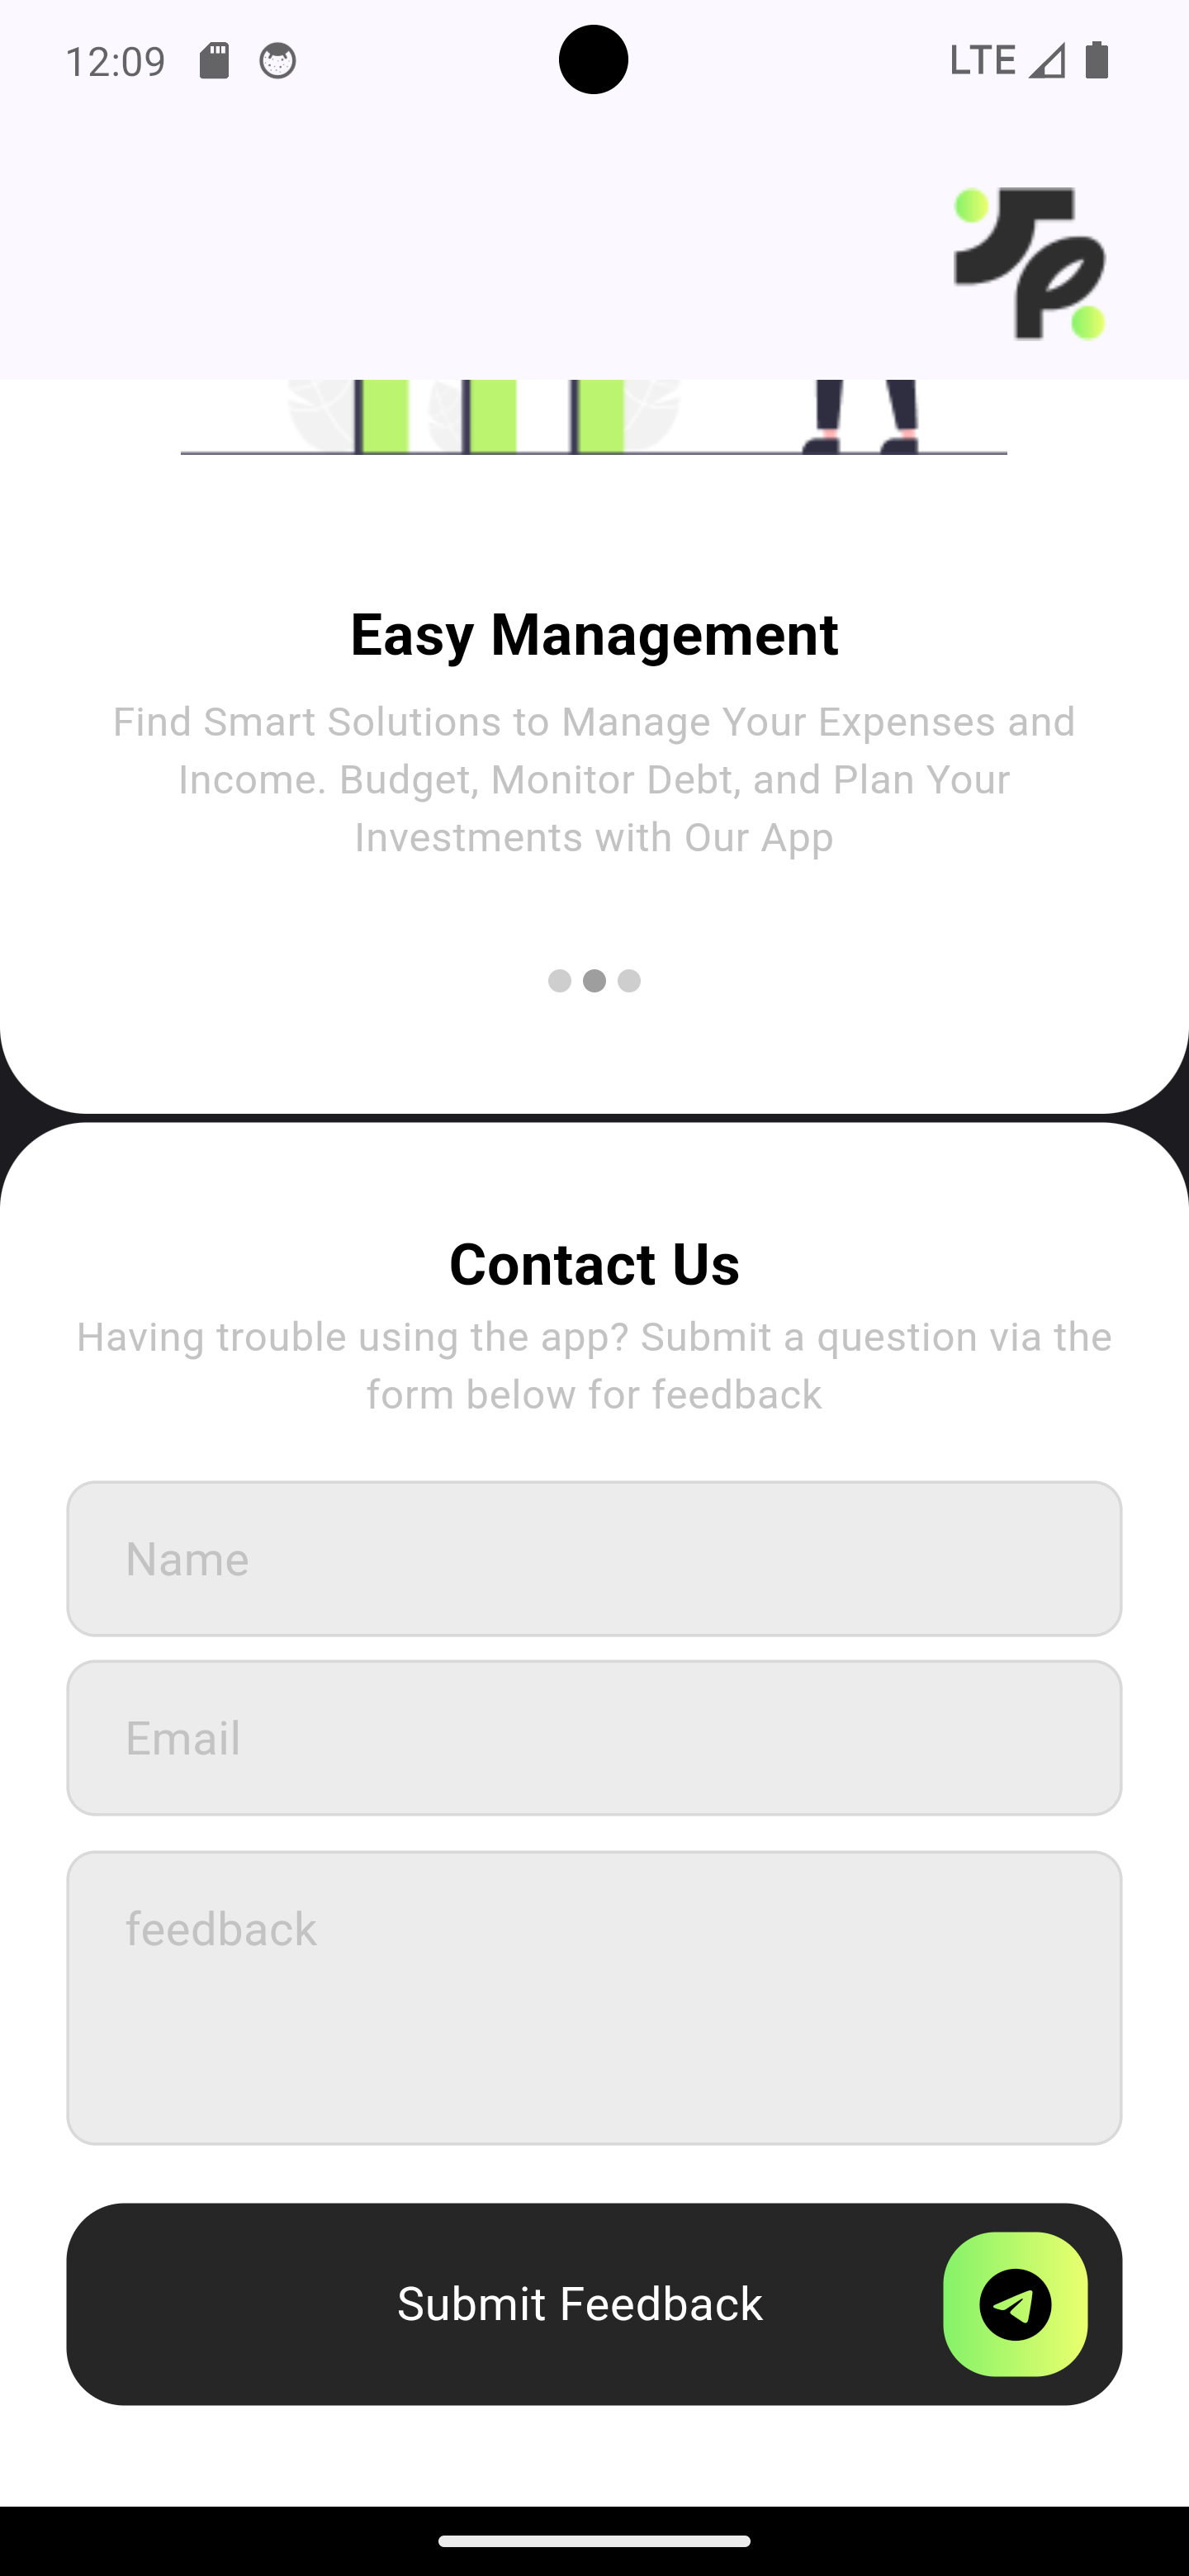 12:09
LTE
Easy Management
Find Smart Solutions to Manage Your Expenses and
Income. Budget, Monitor Debt, and Plan Your
Investments with Our App
Contact Us
Having trouble using the app? Submit a question via the
form below for feedback
Name
Email
feedback
Submit Feedback